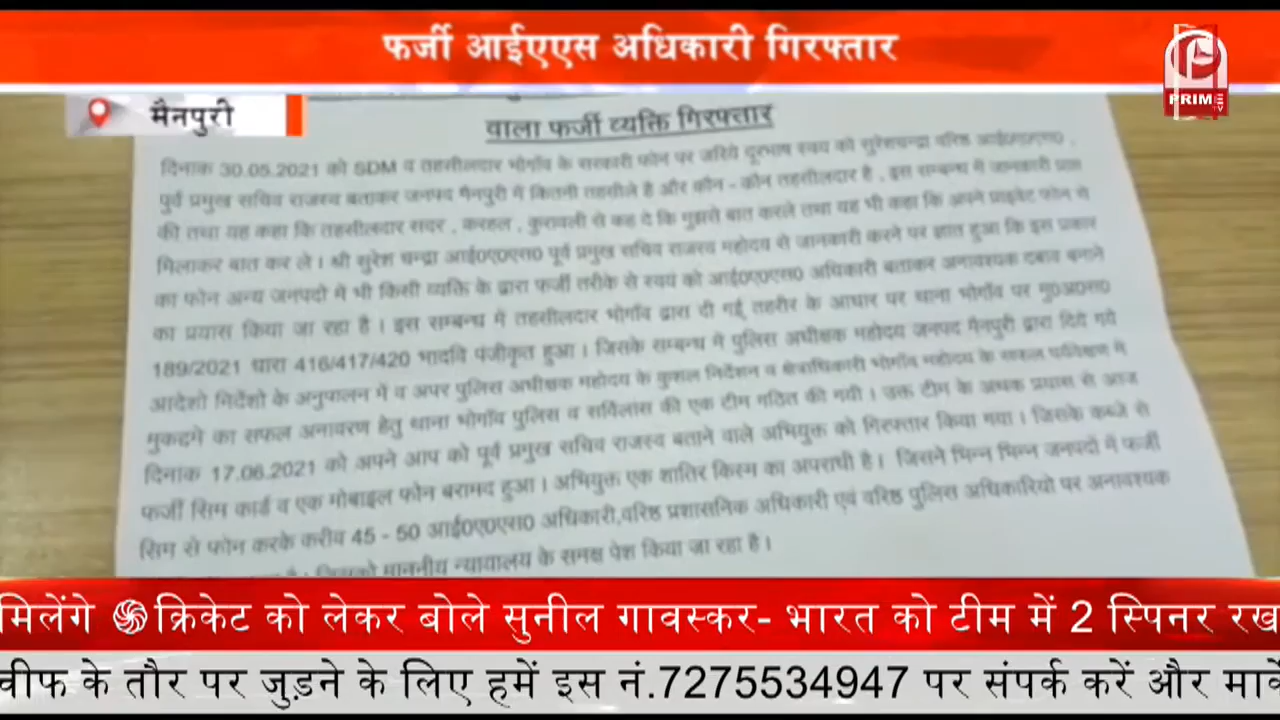 फर्जी आईएएस अधिकारी गिरफ्तार
PRIME TV
मैनपुरी
वाला फर्जी व्यक्ति गिरफ्तार
दिनाक 30.05.2021 को SDM व तहसीलदार भोगाँव के सरकारी फोन पर जरिये दूरभाष स्वय को सुरेशचन्द्रा वरिष्ठ आई0ए0एस0 ,
पुर्व प्रमुख सचिव राजस्व बताकर जनपद मैनपुरी में कितनी तहसीले है और कौन - कौन तहसीलदार है , इस सम्बन्ध में जानकारी प्राप्त
की तथा यह कहा कि तहसीलदार सदर , करहल , कुरावली से कह दे कि मुझसे बात करले तथा यह भी कहा कि अपने प्राइवेट फोन से
मिलाकर बात कर ले । श्री सुरेश चन्द्रा आई0ए0एस0 पूर्व प्रमुख सचिव राजस्व महोदय से जानकारी करने पर ज्ञात हुआ कि इस प्रकार
का फोन अन्य जनपदो में भी किसी व्यक्ति के द्वारा फर्जी तरीके से स्वयं को आई0ए0एस0 अधिकारी बताकर अनावश्यक दबाव बनाने
का प्रयास किया जा रहा है । इस सम्बन्ध मे तहसीलदार भोगाँव द्वारा दी गई तहरीर के आधार पर थाना भोगाँव पर मु0अ0स0
189/2021 धारा 416/417/420 भादवि पंजीकृत हुआ । जिसके सम्बन्ध मे पुलिस अधीक्षक महोदय जनपद मैनपुरी द्वारा दिये गये
आदेशो निर्देशो के अनुपालन में व अपर पुलिस अधीक्षक महोदय के कुशल निर्देशन व क्षेत्राधिकारी भोगाँव महोदय के सफल पर्यवेक्षण मे
मुकदमे का सफल अनावरण हेतु थाना भोगाँव पुलिस व सर्विलांस की एक टीम गठित की गयी । उक्त टीम के अथक प्रयास से आज
दिनाक 17.06.2021 को अपने आप को पूर्व प्रमुख सचिव राजस्व बताने वाले अभियुक्त को गिरफ्तार किया गया । जिसके कब्जे से
फर्जी सिम कार्ड व एक मोबाइल फोन बरामद हुआ । अभियुक्त एक शातिर किस्म का अपराधी है । जिसने भिन्न भिन्न जनपदों मे फर्जी
सिम से फोन करके करीव 45 - 50 आई0ए0एस0 अधिकारी,वरिष्ठ प्रशासनिक अधिकारी एवं वरिष्ठ पुलिस अधिकारियो पर अनावश्यक
है । जिसको माननीय न्यायालय के समक्ष पेश किया जा रहा है ।
मिलेंगे क्रिकेट को लेकर बोले सुनील गावस्कर- भारत को टीम में 2 स्पिनर रख
वीफ के तौर पर जुड़ने के लिए हमें इस नं.7275534947 पर संपर्क करें और मार्के